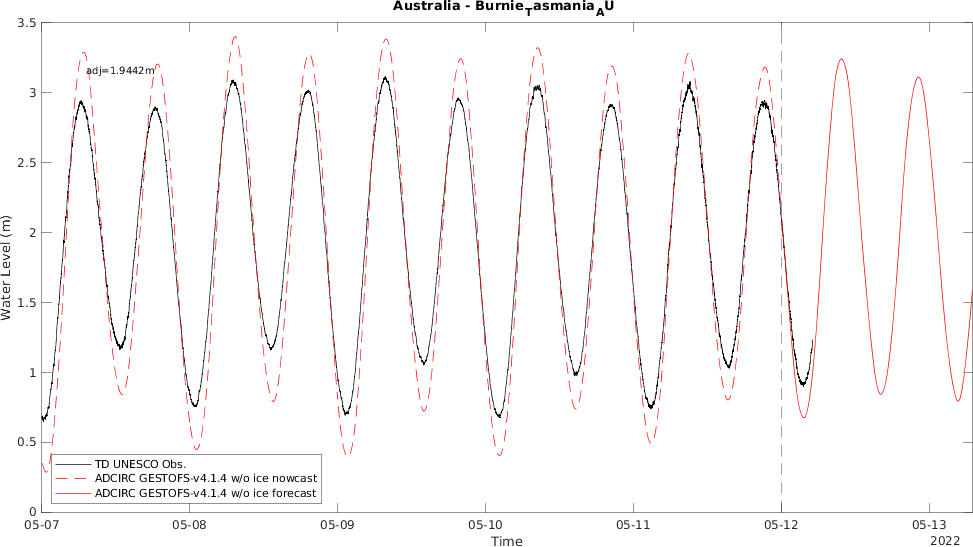 Australia - Burnie_Tasmania_AU
adj=1.9442m
Water Level (m)
3.5
3
2.5
2
1.5
1
0.5
0
TD UNESCO Obs.
ADCIRC GESTOFS-v4.1.4 w/o ice nowcast
ADCIRC GESTOFS-v4.1.4 w/o ice forecast
05-07 05-08 05-09 05-10 05-11 05-12 05-13
Time
2022